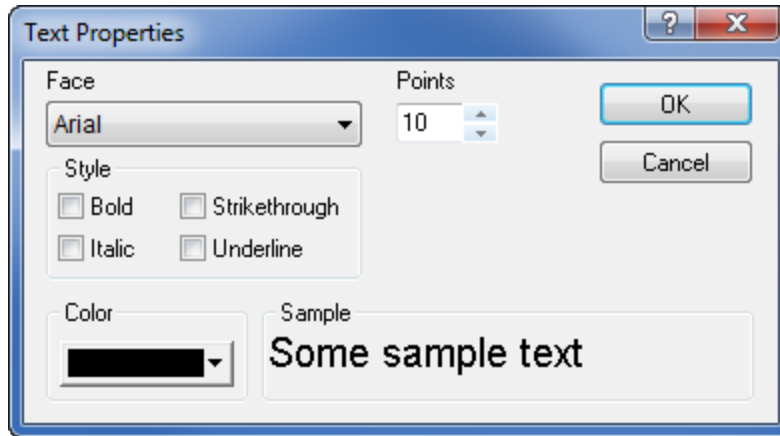 Text Properties
?
X
Face
Points
Arial
10
OK
Cancel
Style
Bold
Strikethrough
Italic
Underline
Color
Sample
Some sample text